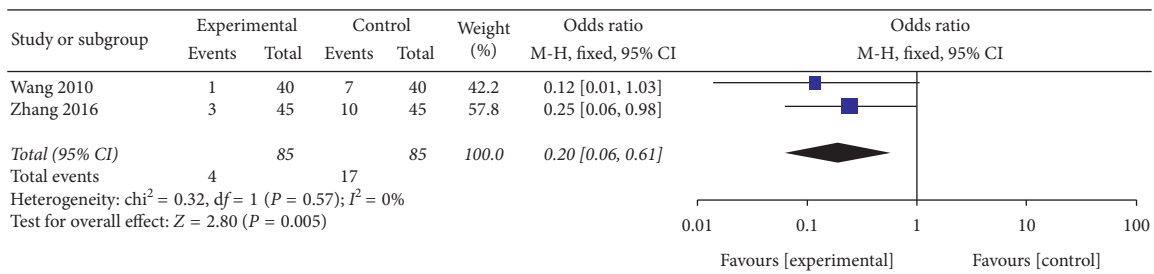 Study or subgroup Experimental Control Weight (%) Odds ratio Odds ratio
Events Total Events Total M-H, fixed, 95% CI M-H, fixed, 95% CI
Wang 2010 1 40 7 40 42.2 0.12 [0.01, 1.03]
Zhang 2016 3 45 10 45 57.8 0.25 [0.06, 0.98]
Total (95% CI) 85 85 100.0 0.20 [0.06, 0.61]
Total events 4 17
Heterogeneity: chi² = 0.32, df = 1 (P = 0.57); I² = 0%
Test for overall effect: Z = 2.80 (P = 0.005)
0.01 0.1 1 10 100
Favours [experimental] Favours [control]